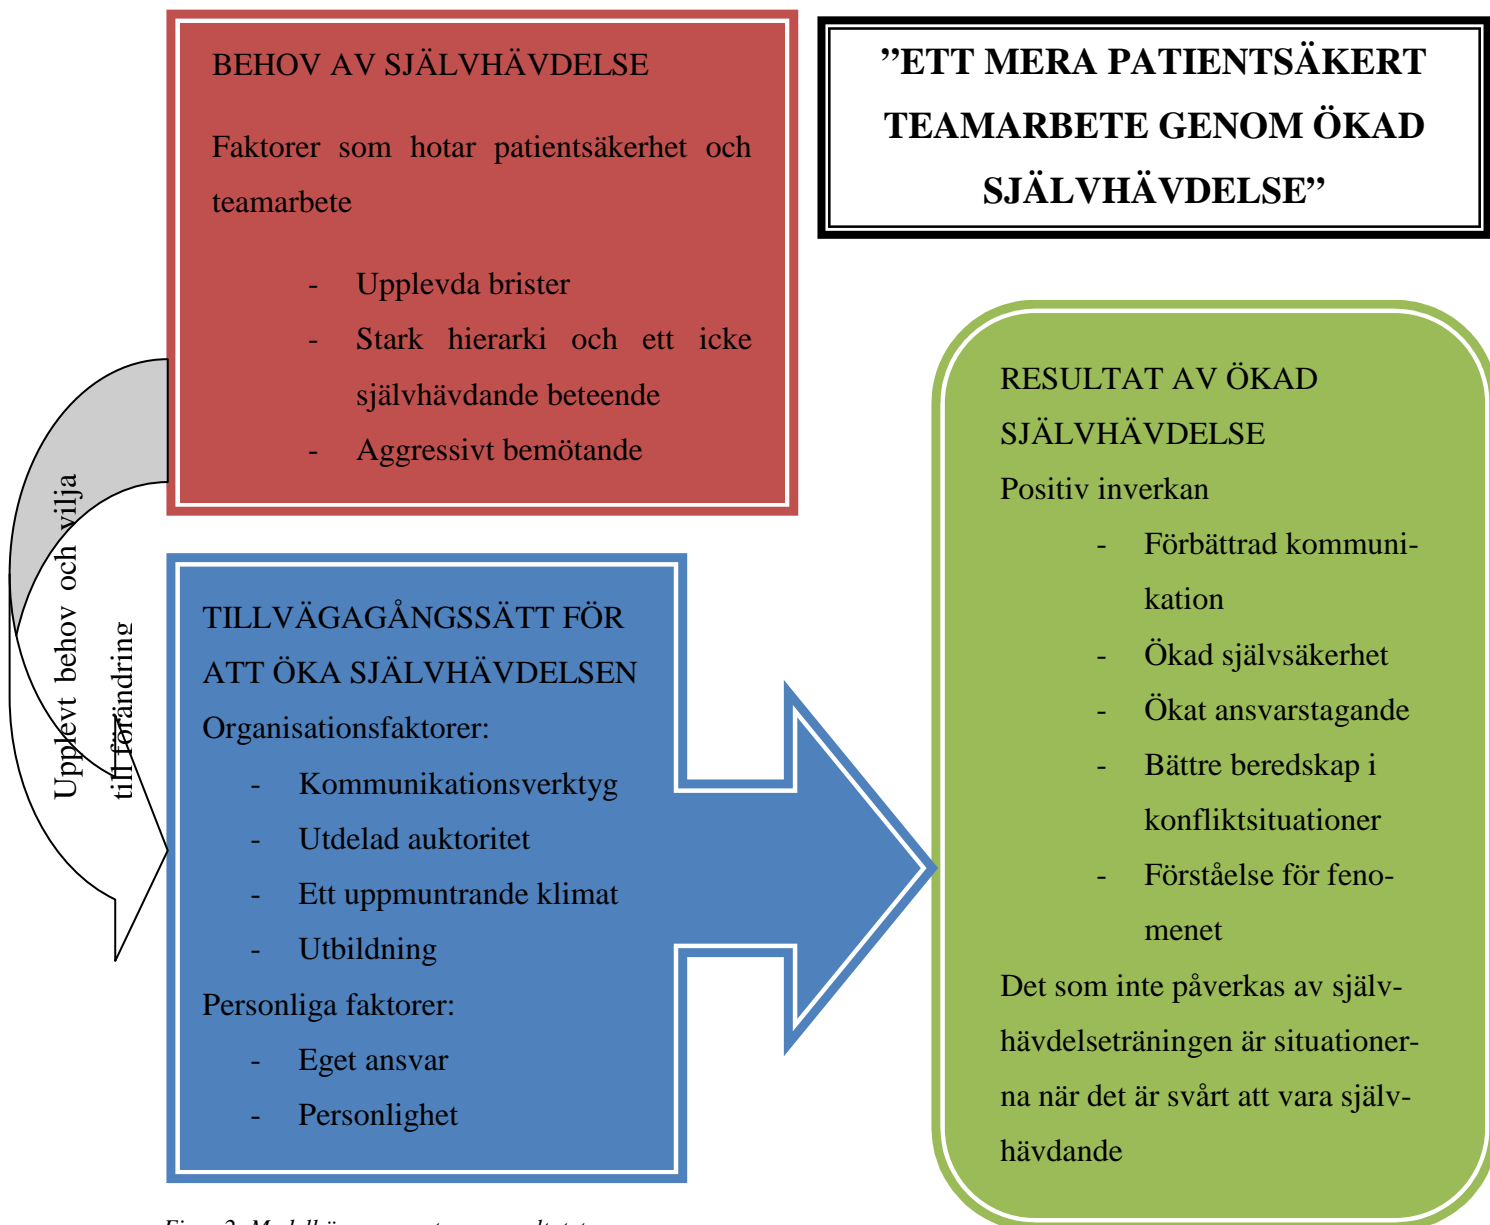 BEHOV AV SJÄLVHÄVDELSE
Faktorer som hotar patientsäkerhet och
teamarbete
- Upplevda brister
- Stark hierarki och ett icke
självhävdande beteende
- Aggressivt bemötande
”ETT MERA PATIENTSÄKERT
TEAMARBETE GENOM ÖKAD
SJÄLVHÄVDELSE”
Upplevt behov och vilja
till förändring
TILLVÄGAGÅNGSSÄTT FÖR
ATT ÖKA SJÄLVHÄVDELSEN
Organisationsfaktorer:
- Kommunikationsverktyg
- Utdelad auktoritet
- Ett uppmuntrande klimat
- Utbildning
Personliga faktorer:
- Eget ansvar
- Personlighet
RESULTAT AV ÖKAD
SJÄLVHÄVDELSE
Positiv inverkan
- Förbättrad kommuni-
kation
- Ökad självsäkerhet
- Ökat ansvarstagande
- Bättre beredskap i
konfliktsituationer
- Förståelse för feno-
menet
Det som inte påverkas av själv-
hävdelseträningen är situationer-
na när det är svårt att vara själv-
hävdande